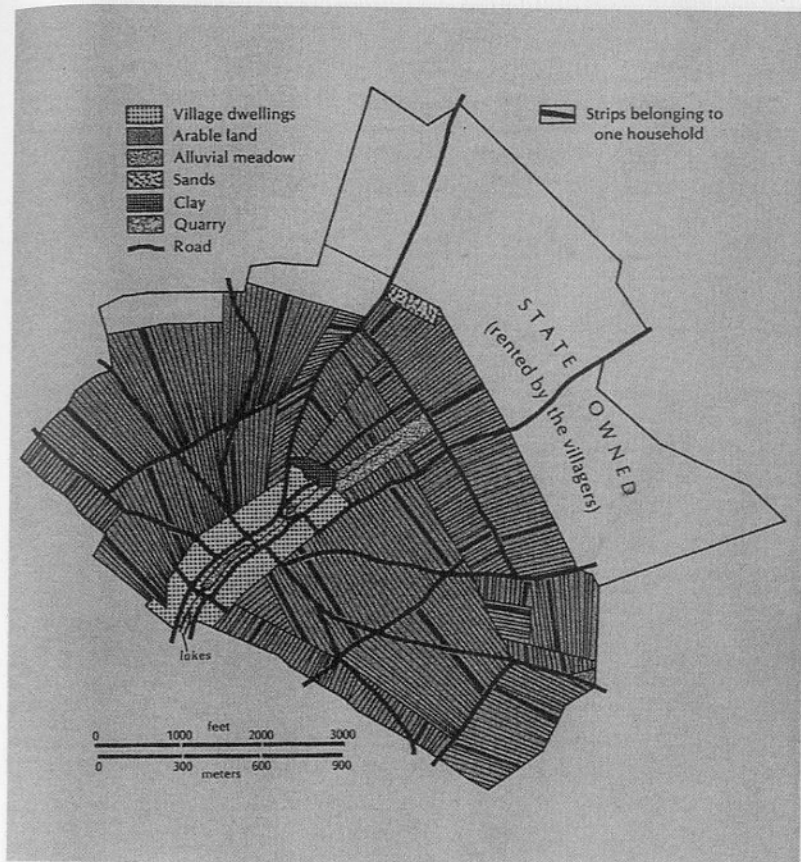 Village dwellings
Arable land
Alluvial meadow
Sands
Clay
Quarry
Road
Strips belonging to
one household
STATE OWNED
(rented by the villagers)
lakes
feet
0 1000 2000 3000
0 300 600 900
meters